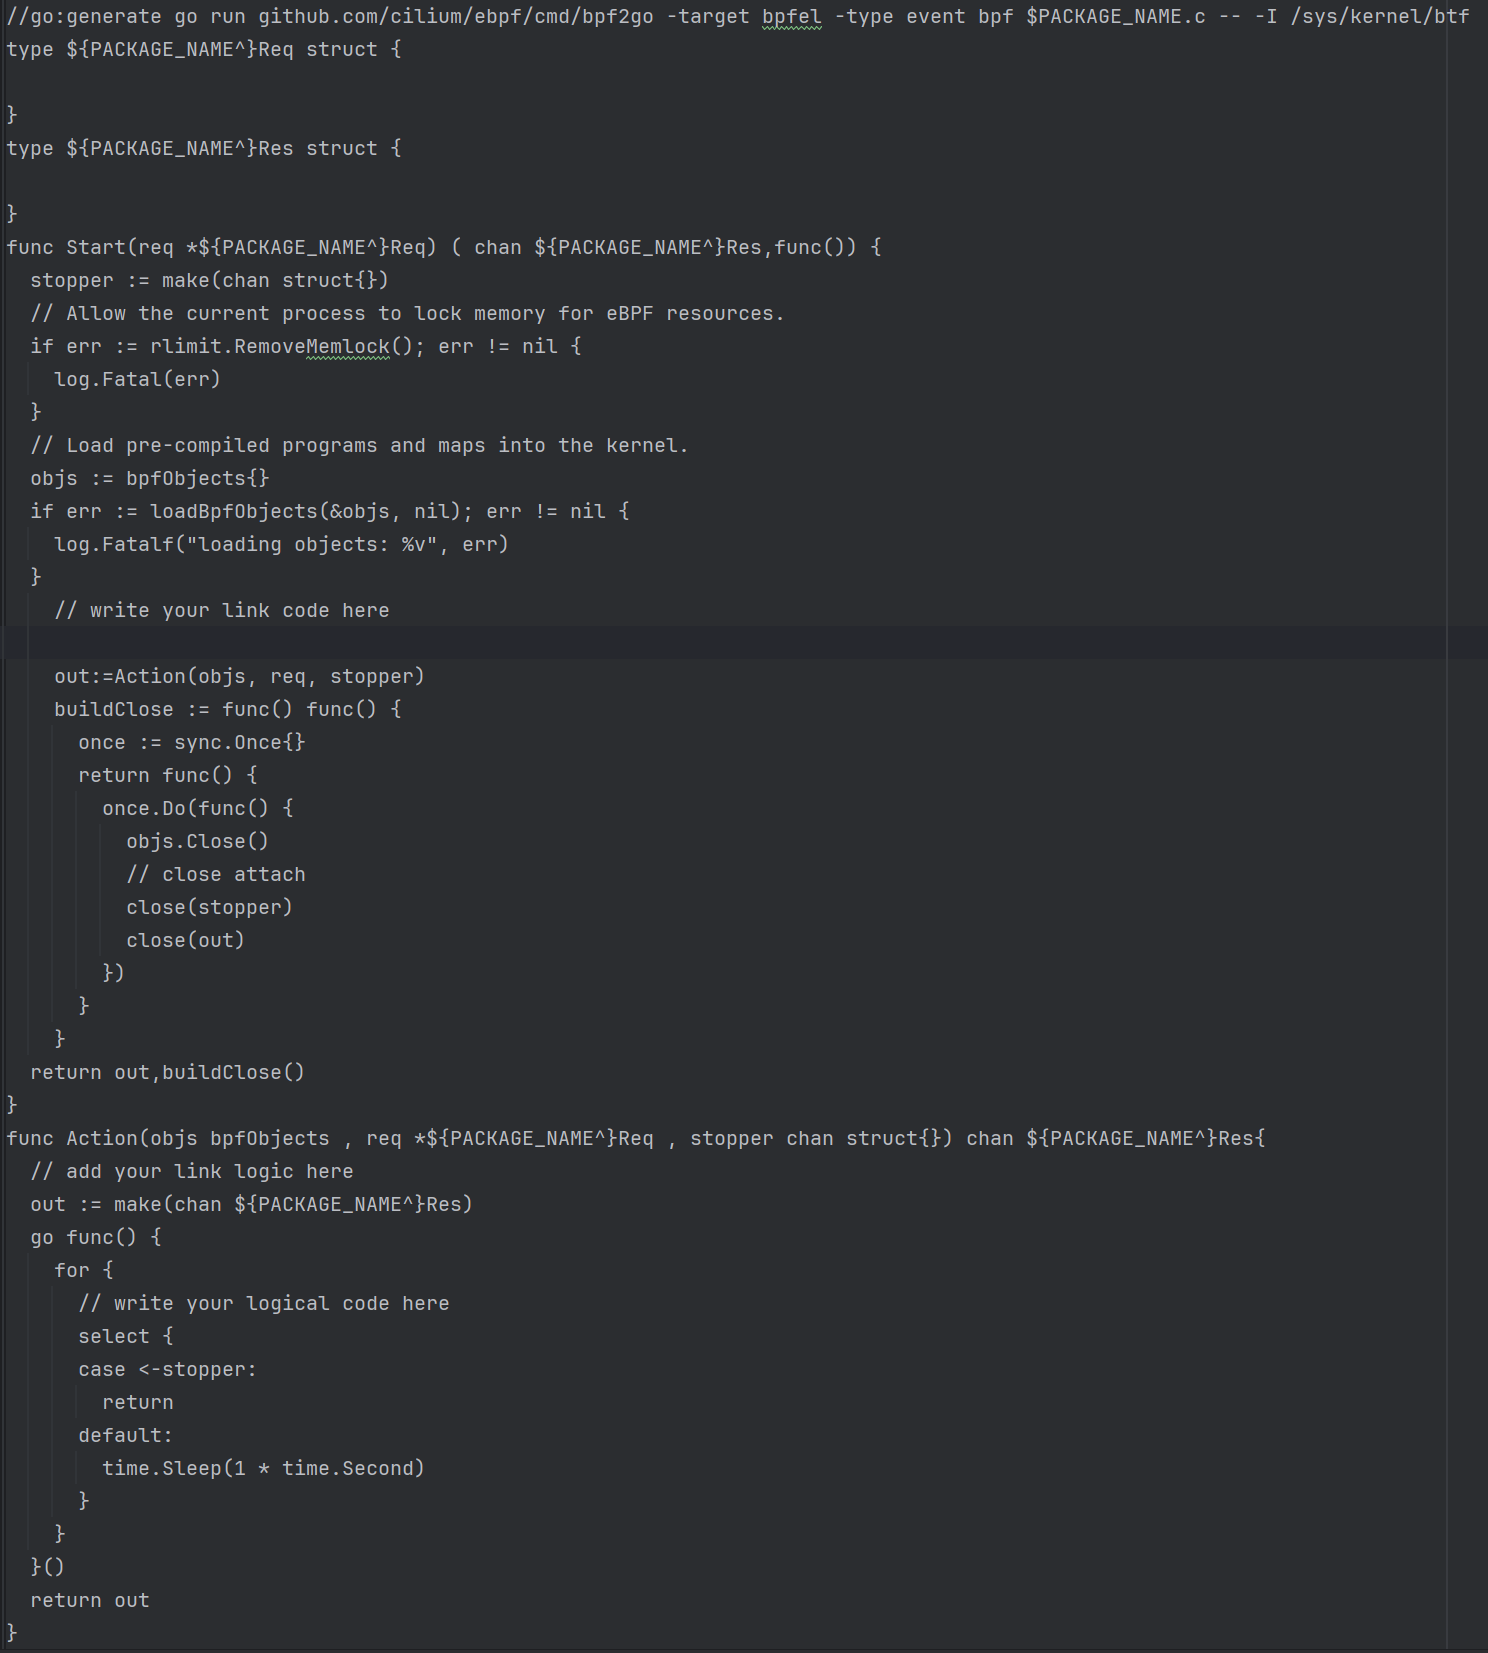 //go:generate go run github.com/cilium/ebpf/cmd/bpf2go -target bpfel -type event bpf $PACKAGE_NAME.c -- -I /sys/kernel/btf
type ${PACKAGE_NAME^}Req struct {
}
type ${PACKAGE_NAME^}Res struct {
}
func Start(req *${PACKAGE_NAME^}Req) ( chan ${PACKAGE_NAME^}Res,func()) {
  stopper := make(chan struct{})
  // Allow the current process to lock memory for eBPF resources.
  if err := rlimit.RemoveMemlock(); err != nil {
    log.Fatal(err)
  }
  // Load pre-compiled programs and maps into the kernel.
  objs := bpfObjects{}
  if err := loadBpfObjects(&objs, nil); err != nil {
    log.Fatalf("loading objects: %v", err)
  }
    // write your link code here
    out:=Action(objs, req, stopper)
    buildClose := func() func() {
      once := sync.Once{}
      return func() {
        once.Do(func() {
          objs.Close()
          // close attach
          close(stopper)
          close(out)
        })
      }
    }
  return out,buildClose()
}
func Action(objs bpfObjects , req *${PACKAGE_NAME^}Req , stopper chan struct{}) chan ${PACKAGE_NAME^}Res{
  // add your link logic here
  out := make(chan ${PACKAGE_NAME^}Res)
  go func() {
    for {
      // write your logical code here
      select {
      case <-stopper:
        return
      default:
        time.Sleep(1 * time.Second)
      }
    }
  }()
  return out
}